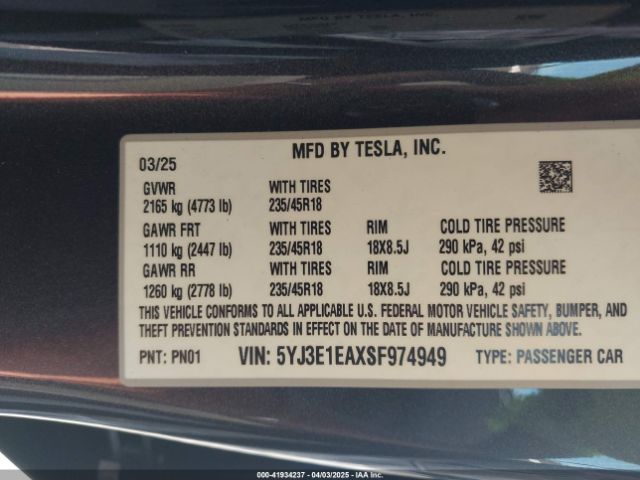 MFD BY TESLA, INC.
03/25
GVWR WITH TIRES
2165 kg (4773 lb) 235/45R18
GAWR FRT WITH TIRES RIM COLD TIRE PRESSURE
1110 kg (2447 lb) 235/45R18 18X8.5J 290 kPa, 42 psi
GAWR RR WITH TIRES RIM COLD TIRE PRESSURE
1260 kg (2778 lb) 235/45R18 18X8.5J 290 kPa, 42 psi
THIS VEHICLE CONFORMS TO ALL APPLICABLE U.S. FEDERAL MOTOR VEHICLE SAFETY, BUMPER, AND
THEFT PREVENTION STANDARDS IN EFFECT ON THE DATE OF MANUFACTURE SHOWN ABOVE.
PNT: PN01 VIN: 5YJ3E1EAXSF974949 TYPE: PASSENGER CAR
000-41934237 - 04/03/2025 - IAA Inc.